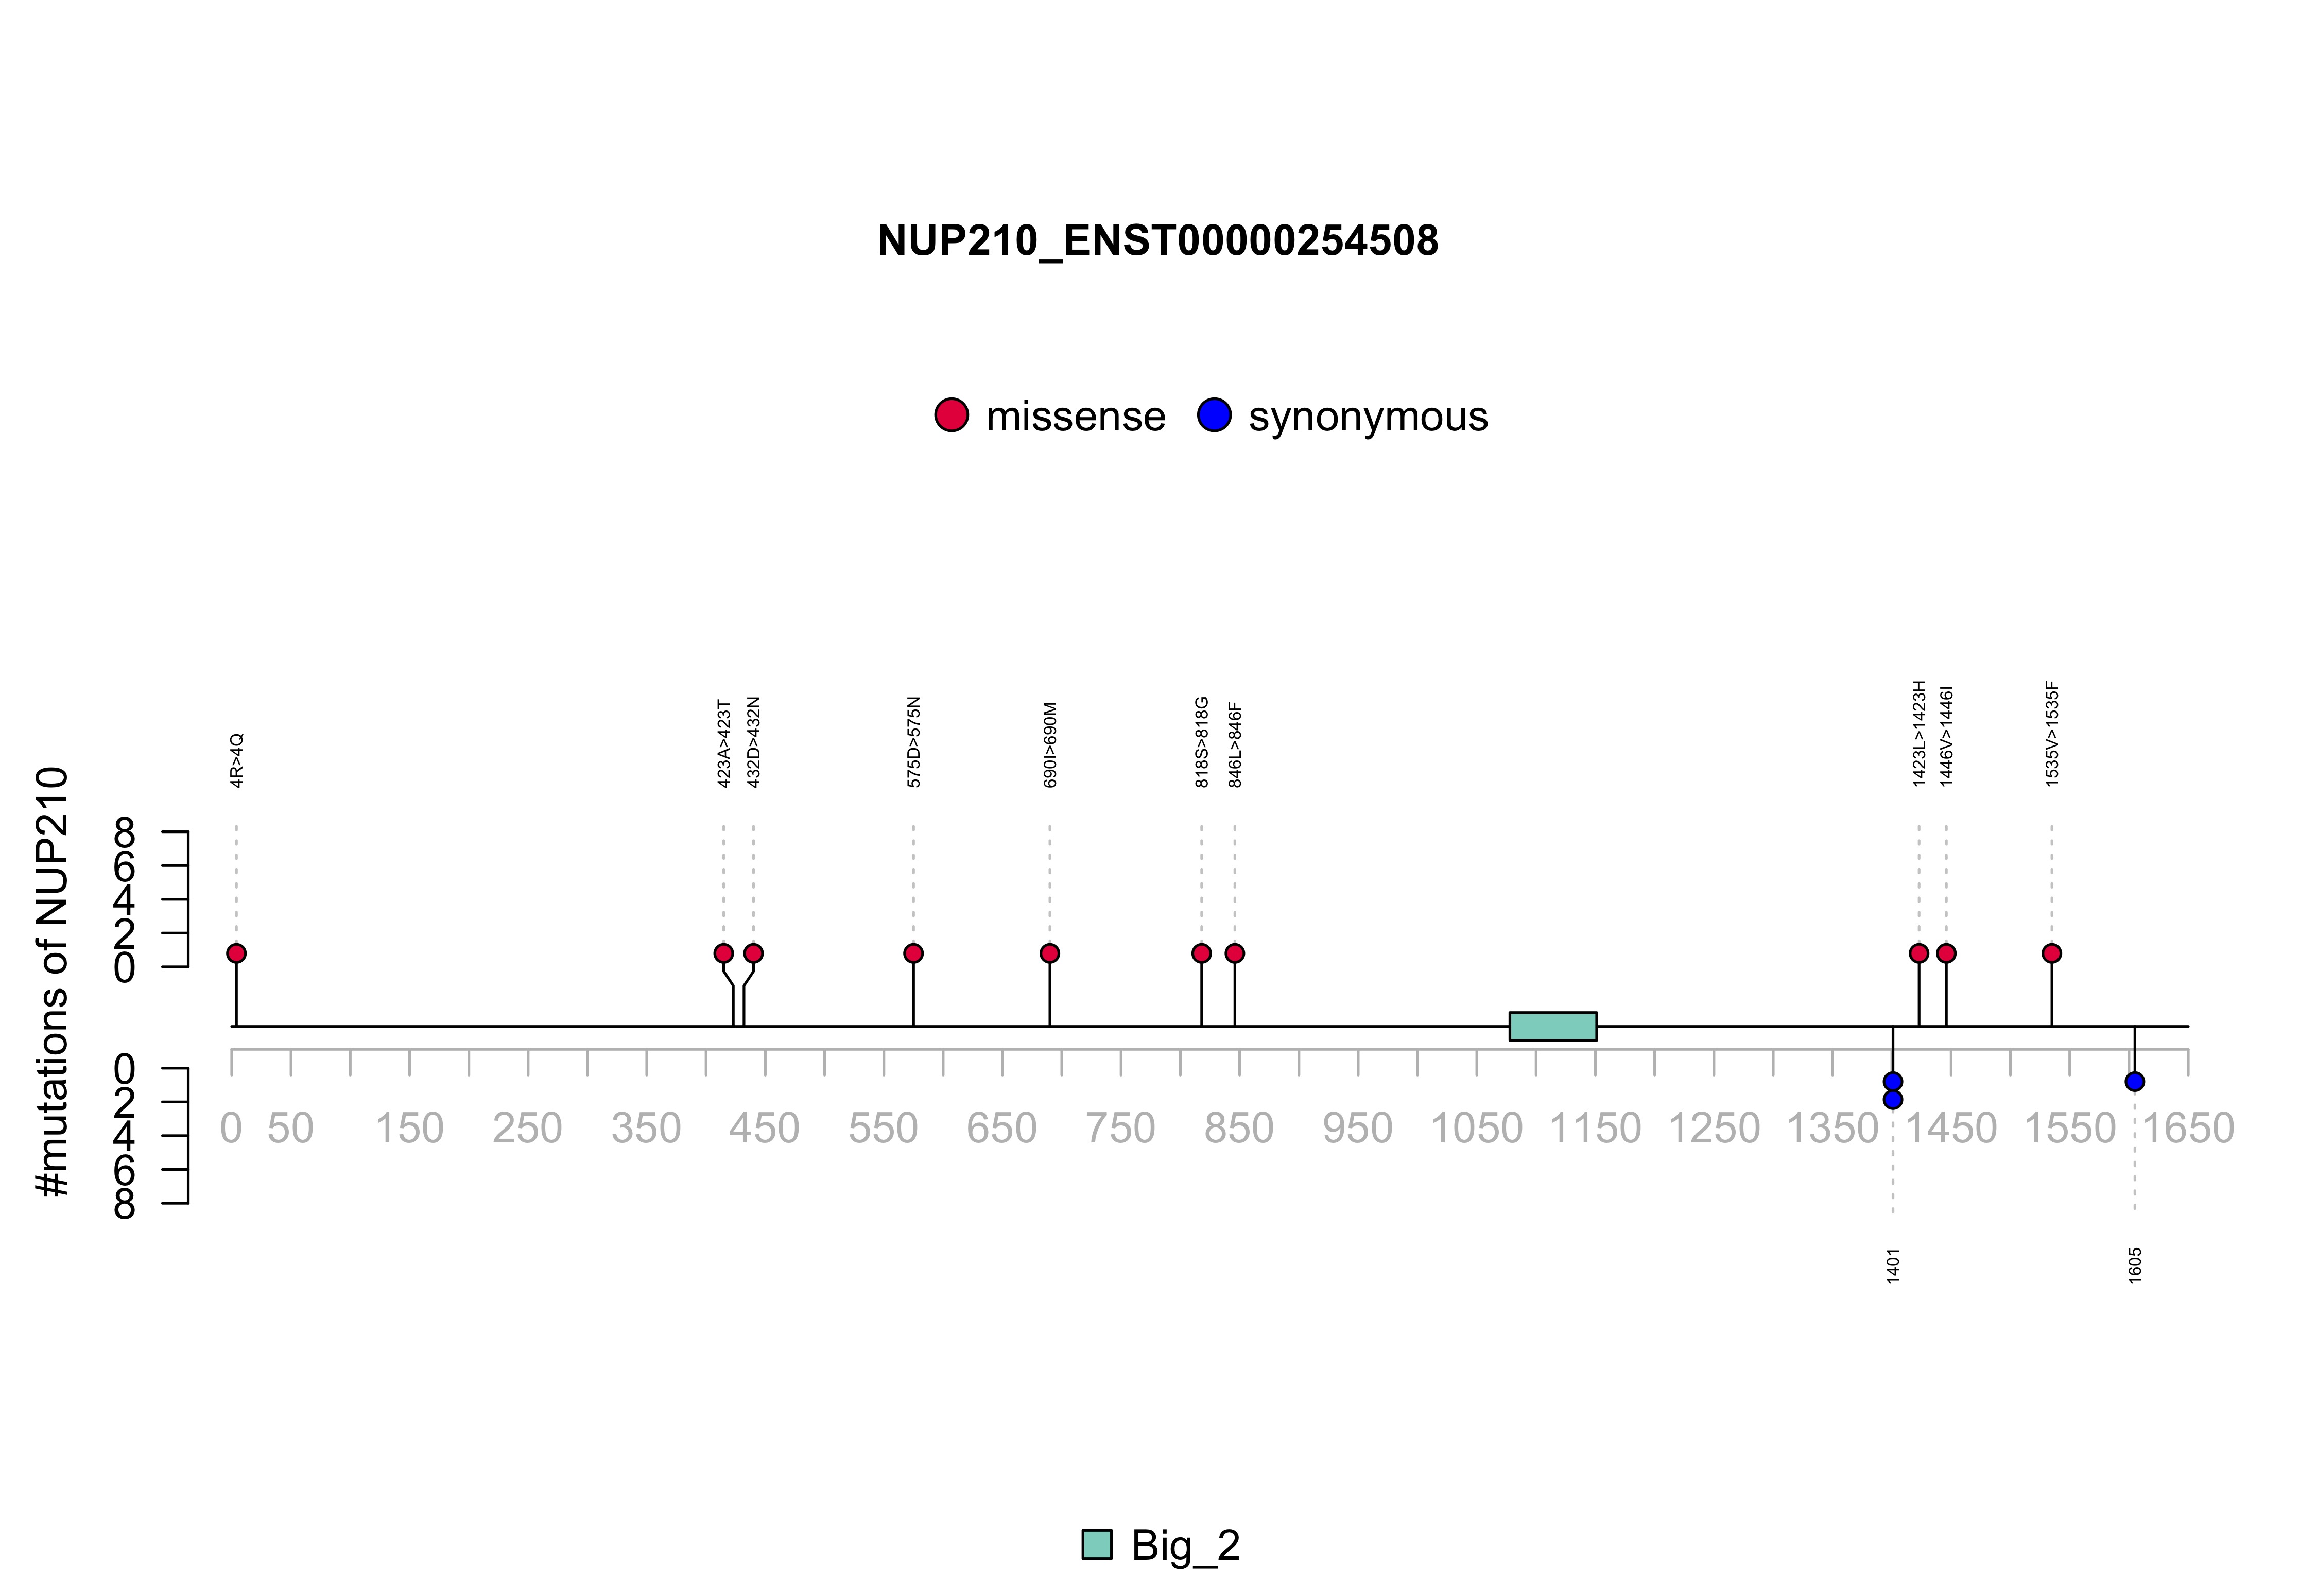 NUP210_ENST00000254508
missense synonymous
4R>4Q
423A>423T
432D>432N
575D>575N
690I>690M
818S>818G
846L>846F
1423L>1423H
1446V>1446I
1535V>1535F
#mutations of NUP210
8
6
4
2
0
0
2
4
6
8
0 50 150 250 350 450 550 650 750 850 950 1050 1150 1250 1350 1450 1550 1650
1401
1605
Big_2